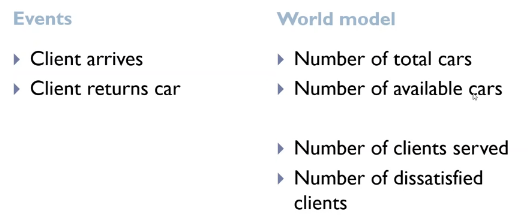 Events
Client arrives
Client returns car
World model
Number of total cars
Number of available cars
Number of clients served
Number of dissatisfied
clients